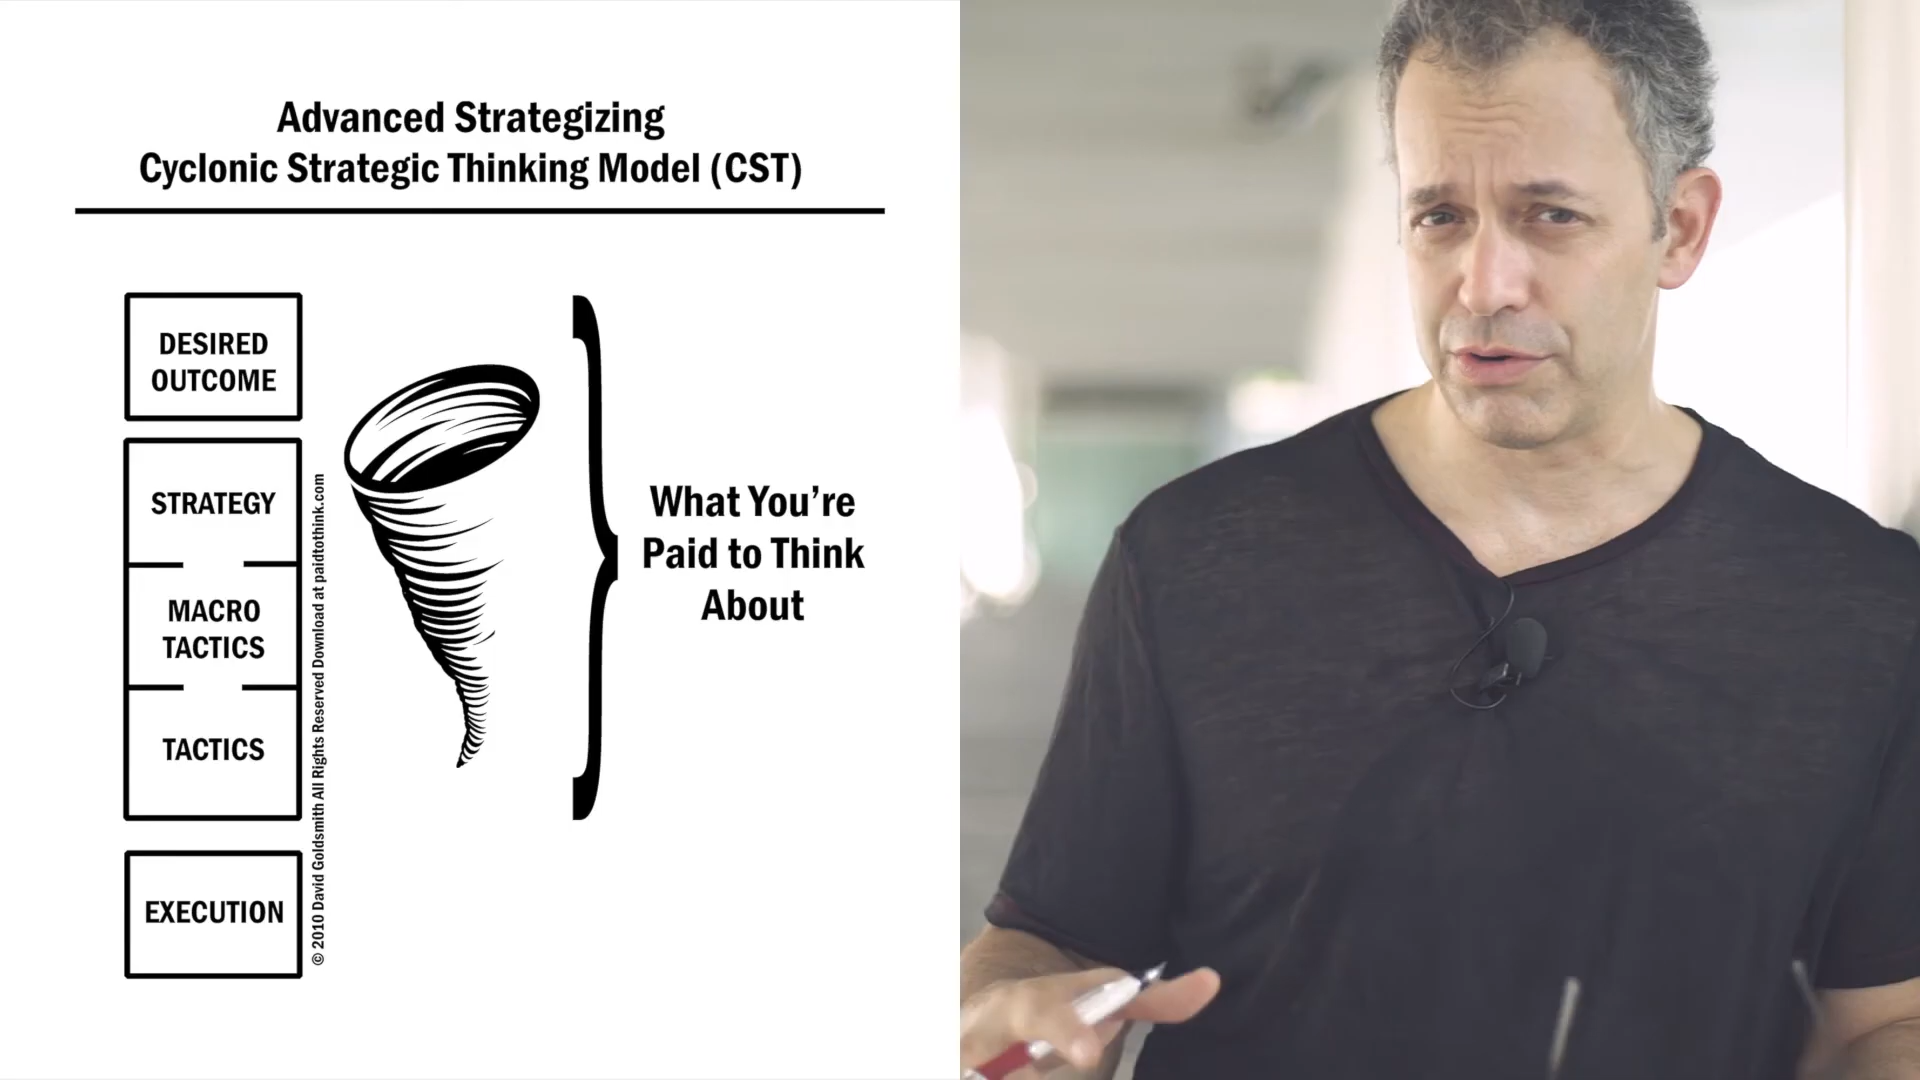 Advanced Strategizing
Cyclonic Strategic Thinking Model (CST)
DESIRED
OUTCOME
STRATEGY
MACRO
TACTICS
TACTICS
EXECUTION
© 2010 David Goldsmith All Rights Reserved Download at paidtothink.com
What You’re
Paid to Think
About